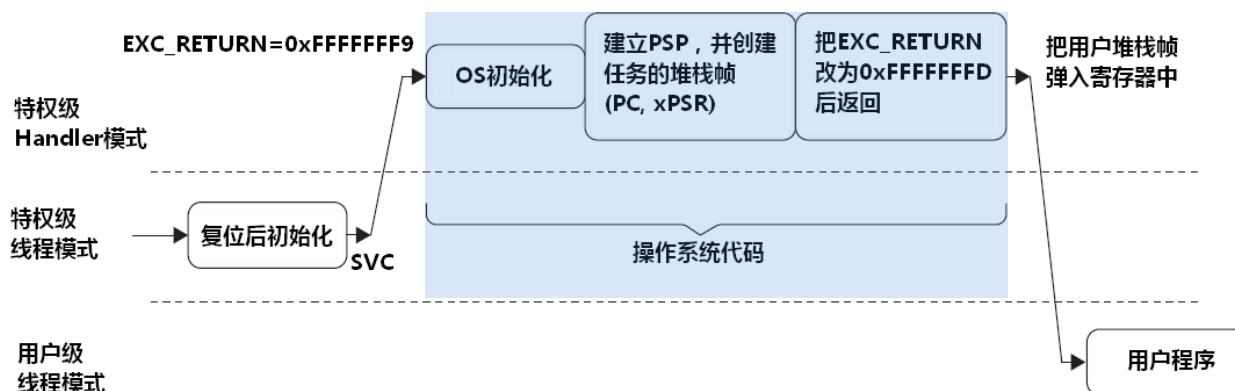 EXC_RETURN=0xFFFFFFF9
OS初始化
建立PSP，并创建
任务的堆栈帧
(PC, xPSR)
把EXC_RETURN
改为0xFFFFFFFD
后返回
把用户堆栈帧
弹入寄存器中
特权级
Handler模式
特权级
线程模式
复位后初始化
SVC
操作系统代码
用户级
线程模式
用户程序